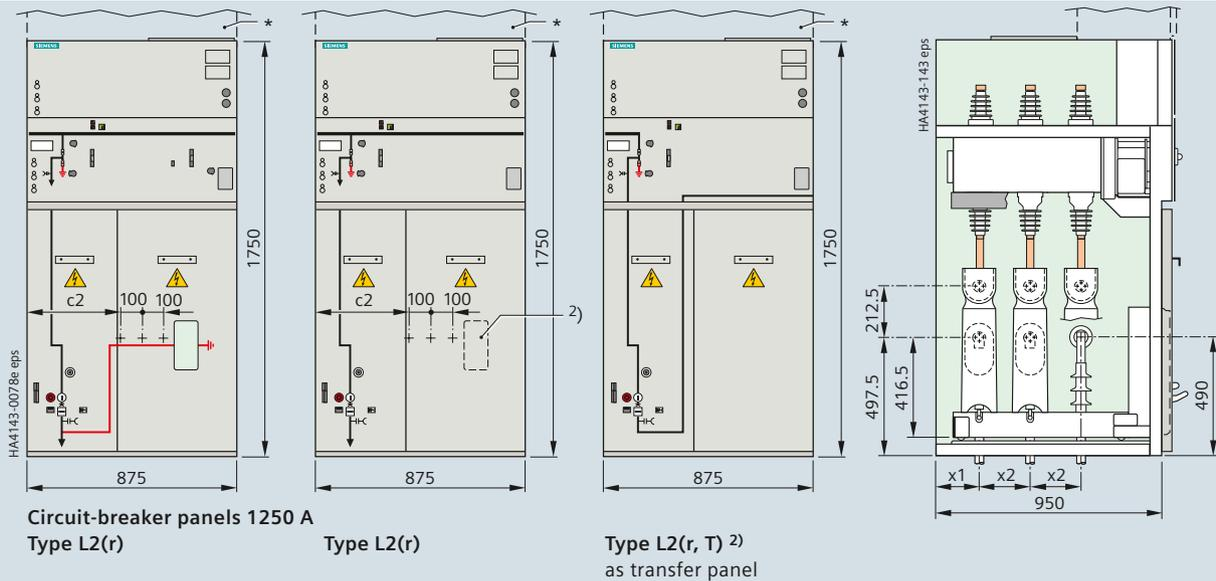 * * *
SIEMENS SIEMENS SIEMENS
HA4143-143 eps
1750 1750 1750
c2 100 100
c2 100 100
2)
212.5
497.5
416.5
490
HA4143-0078e eps
x1 x2 x2
875 875 875
950
Circuit-breaker panels 1250 A
Type L2(r) Type L2(r) Type L2(r, T) 2)
as transfer panel